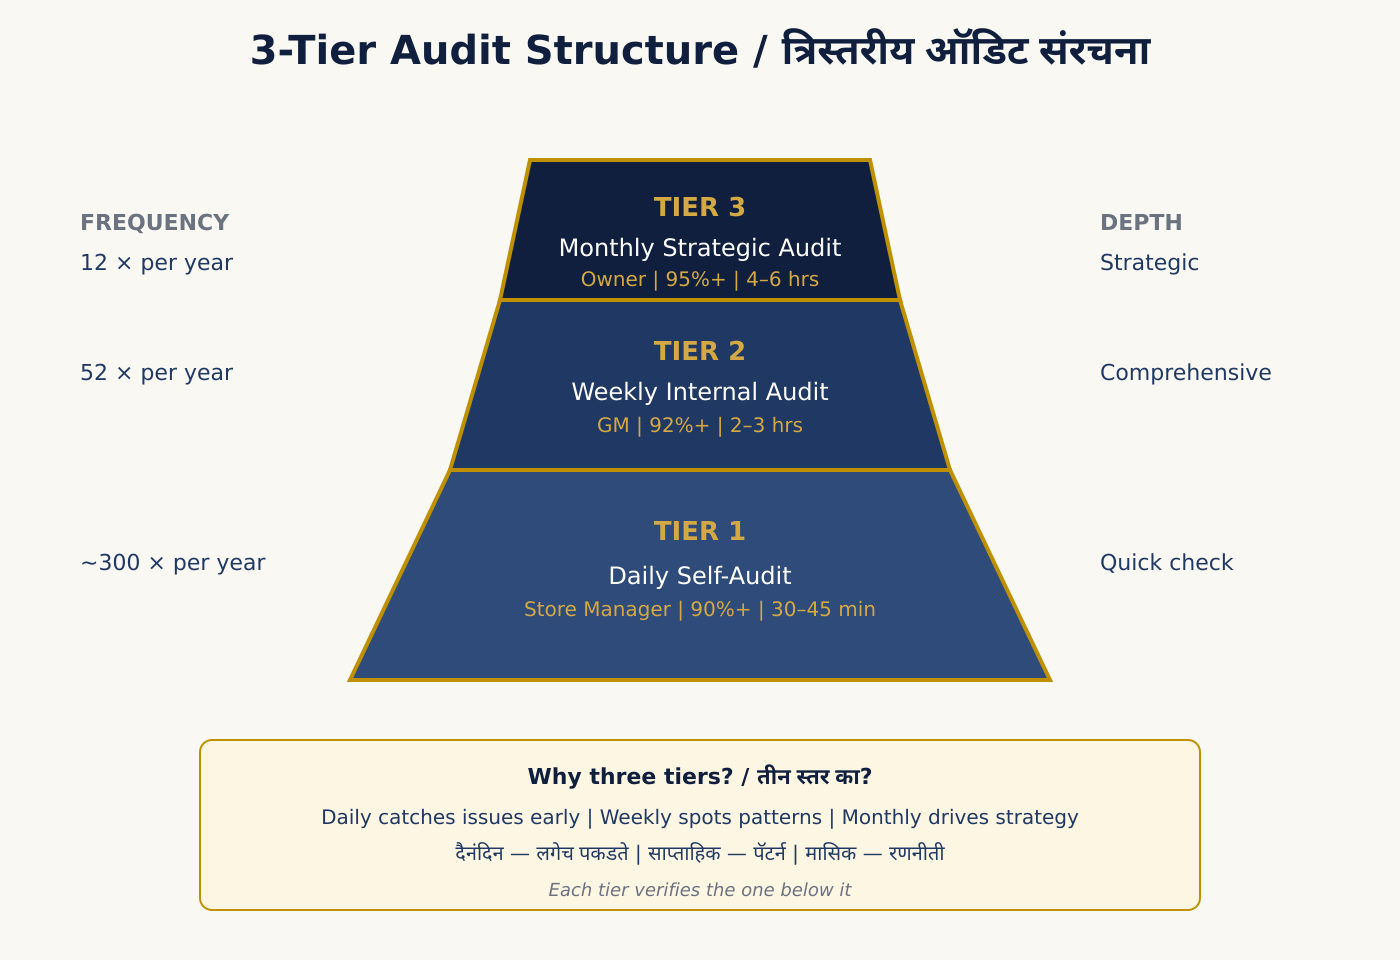 3-Tier Audit Structure / त्रिस्तरीय ऑडिट संरचना
FREQUENCY
12 × per year
52 × per year
~300 × per year
TIER 3
Monthly Strategic Audit
Owner | 95%+ | 4–6 hrs
TIER 2
Weekly Internal Audit
GM | 92%+ | 2–3 hrs
TIER 1
Daily Self-Audit
Store Manager | 90%+ | 30–45 min
DEPTH
Strategic
Comprehensive
Quick check
Why three tiers? / तीन स्तर का?
Daily catches issues early | Weekly spots patterns | Monthly drives strategy
दैनंदिन — लगेच पकडते | साप्ताहिक — पॅटर्न | मासिक — रणनीती
Each tier verifies the one below it